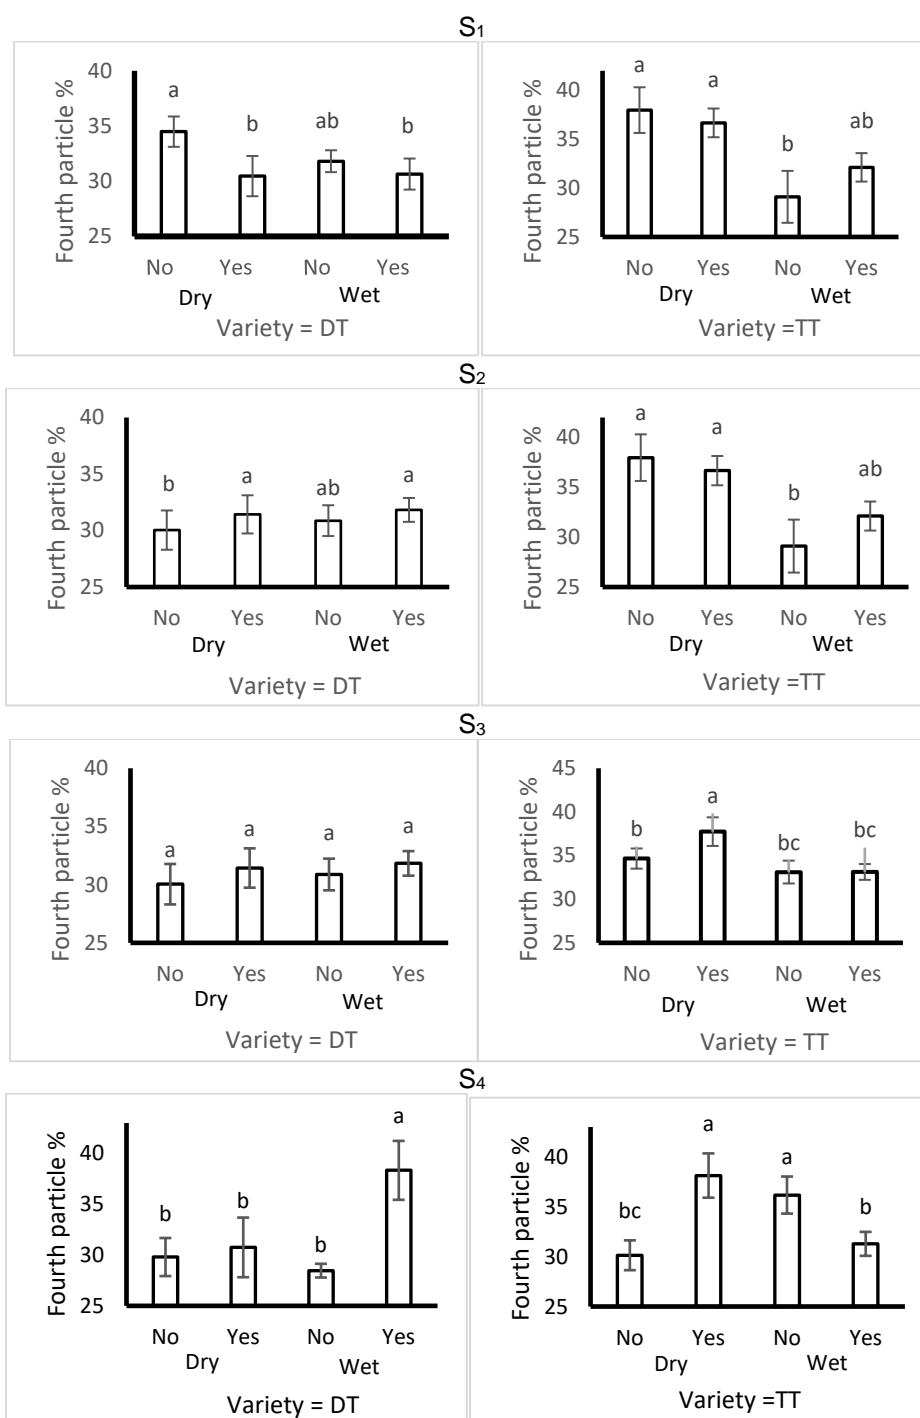 S₁
Fourth particle %
40
35
30
25
a
b
ab
b
No Yes No Yes
Dry Wet
Variety = DT
Fourth particle %
40
35
30
25
a
a
b
ab
No Yes No Yes
Dry Wet
Variety =TT
S₂
Fourth particle %
40
35
30
25
b
a
ab
a
No Yes No Yes
Dry Wet
Variety = DT
Fourth particle %
40
35
30
25
a
a
b
ab
No Yes No Yes
Dry Wet
Variety =TT
S₃
Fourth particle %
40
35
30
25
a
a
a
a
No Yes No Yes
Dry Wet
Variety = DT
Fourth particle %
45
40
35
30
25
b
a
bc
bc
No Yes No Yes
Dry Wet
Variety = TT
S₄
Fourth particle %
40
35
30
25
b
b
b
a
No Yes No Yes
Dry Wet
Variety = DT
Fourth particle %
40
35
30
25
bc
a
a
b
No Yes No Yes
Dry Wet
Variety =TT